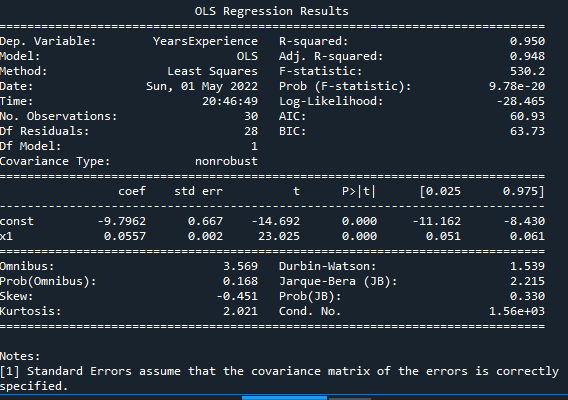 OLS Regression Results
==============================================================================
Dep. Variable:        YearsExperience   R-squared:                       0.950
Model:                            OLS   Adj. R-squared:                  0.948
Method:                 Least Squares   F-statistic:                     530.2
Date:                Sun, 01 May 2022   Prob (F-statistic):           9.78e-20
Time:                        20:46:49   Log-Likelihood:                -28.465
No. Observations:                  30   AIC:                             60.93
Df Residuals:                      28   BIC:                             63.73
Df Model:                           1
Covariance Type:            nonrobust
==============================================================================
                 coef    std err          t      P>|t|      [0.025      0.975]
------------------------------------------------------------------------------
const         -9.7962      0.667    -14.692      0.000     -11.162      -8.430
x1             0.0557      0.002     23.025      0.000       0.051       0.061
==============================================================================
Omnibus:                        3.569   Durbin-Watson:                   1.539
Prob(Omnibus):                  0.168   Jarque-Bera (JB):                2.215
Skew:                          -0.451   Prob(JB):                        0.330
Kurtosis:                       2.021   Cond. No.                     1.56e+03
==============================================================================

Notes:
[1] Standard Errors assume that the covariance matrix of the errors is correctly
specified.